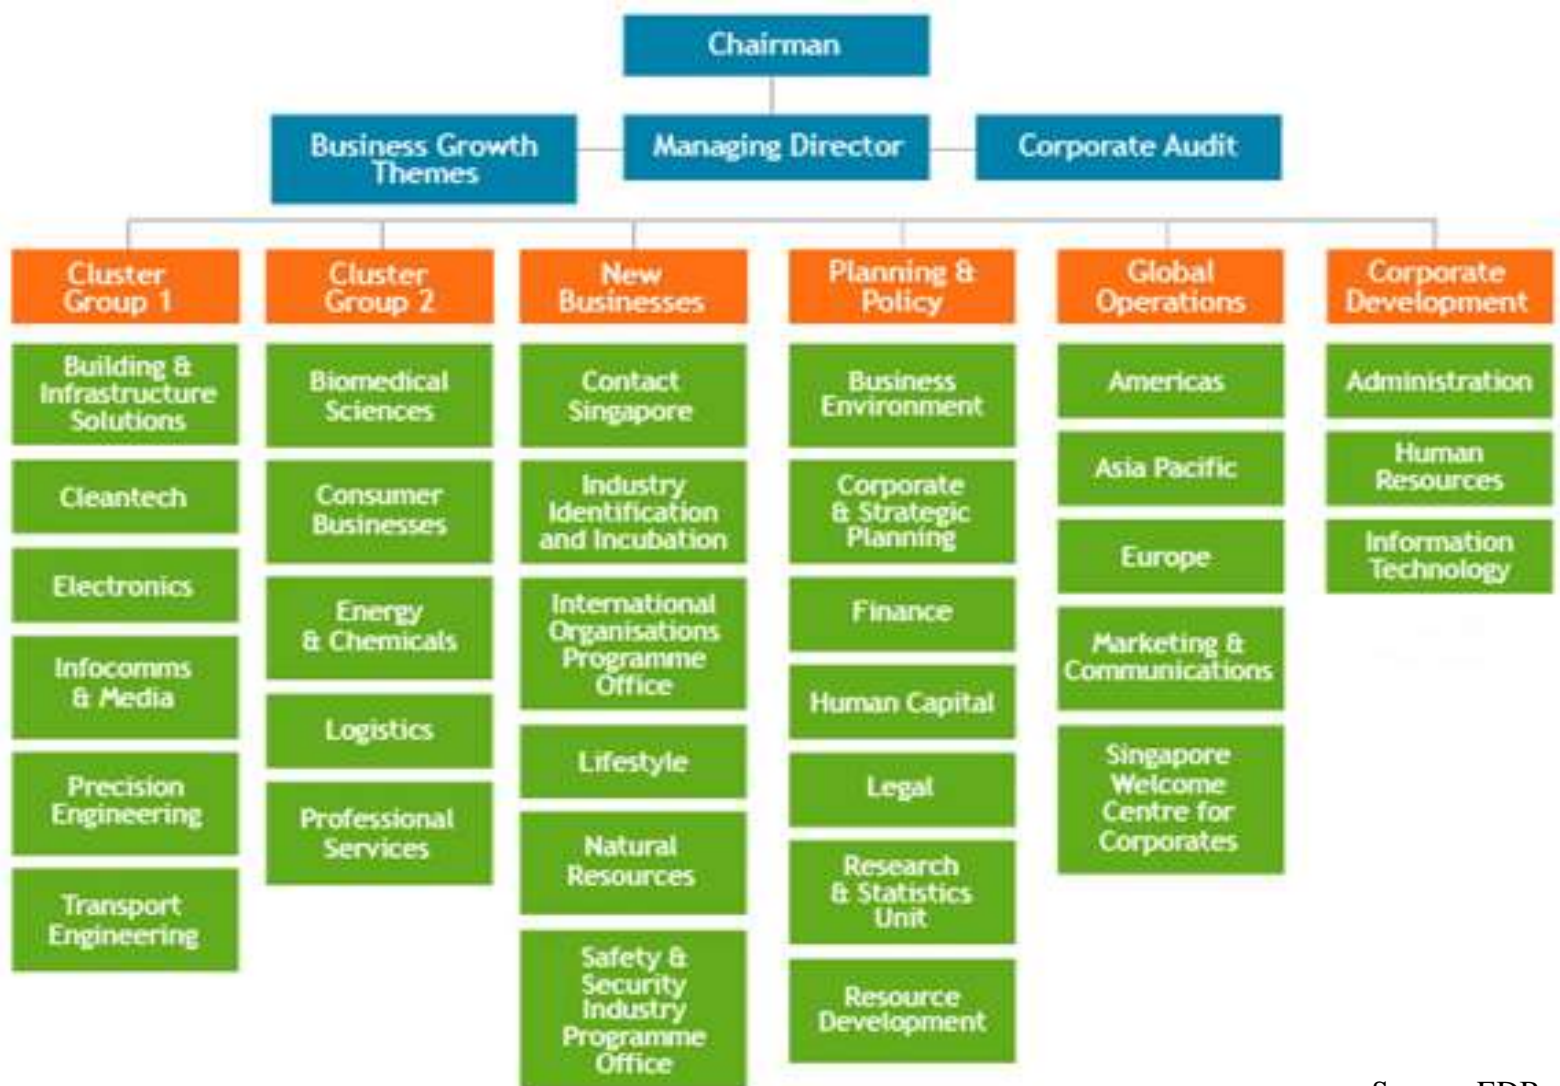 Chairman
Business Growth
Themes
Managing Director
Corporate Audit
Cluster
Group 1
Building &
Infrastructure
Solutions
Cleantech
Electronics
Infocomms
& Media
Precision
Engineering
Transport
Engineering
Cluster
Group 2
Biomedical
Sciences
Consumer
Businesses
Energy
& Chemicals
Logistics
Professional
Services
New
Businesses
Contact
Singapore
Industry
Identification
and Incubation
International
Organisations
Programme
Office
Lifestyle
Natural
Resources
Safety &
Security
Industry
Programme
Office
Planning &
Policy
Business
Environment
Corporate
& Strategic
Planning
Finance
Human Capital
Legal
Research
& Statistics
Unit
Resource
Development
Global
Operations
Americas
Asia Pacific
Europe
Marketing &
Communications
Singapore
Welcome
Centre for
Corporates
Corporate
Development
Administration
Human
Resources
Information
Technology